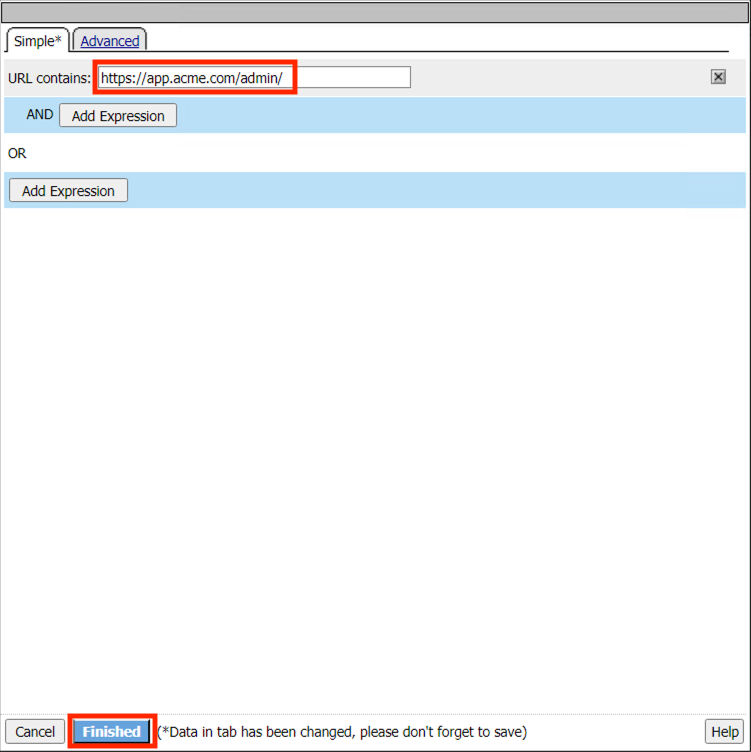 Simple* Advanced
URL contains: https://app.acme.com/admin/
AND Add Expression
OR
Add Expression
Cancel Finished (*Data in tab has been changed, please don't forget to save) Help